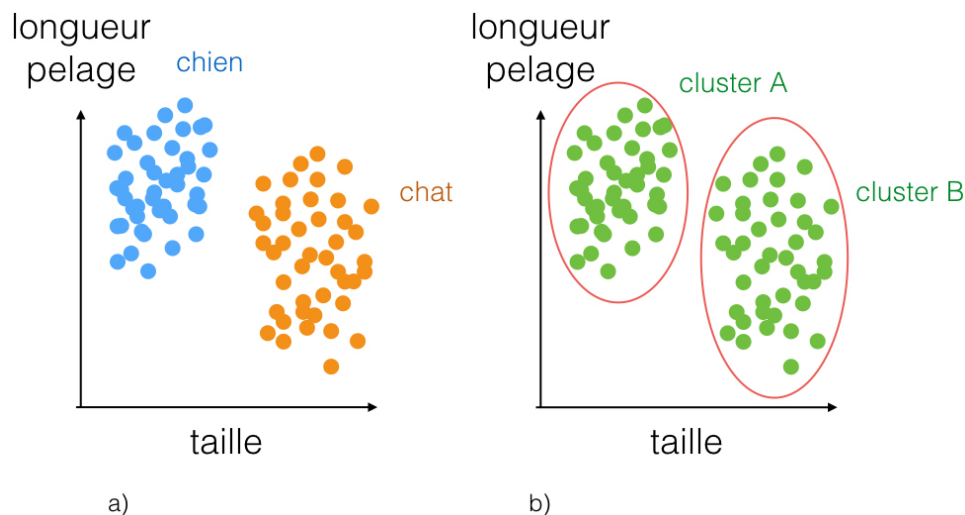 longueur
pelage
chien
chat
taille
a)
longueur
pelage
cluster A
cluster B
taille
b)